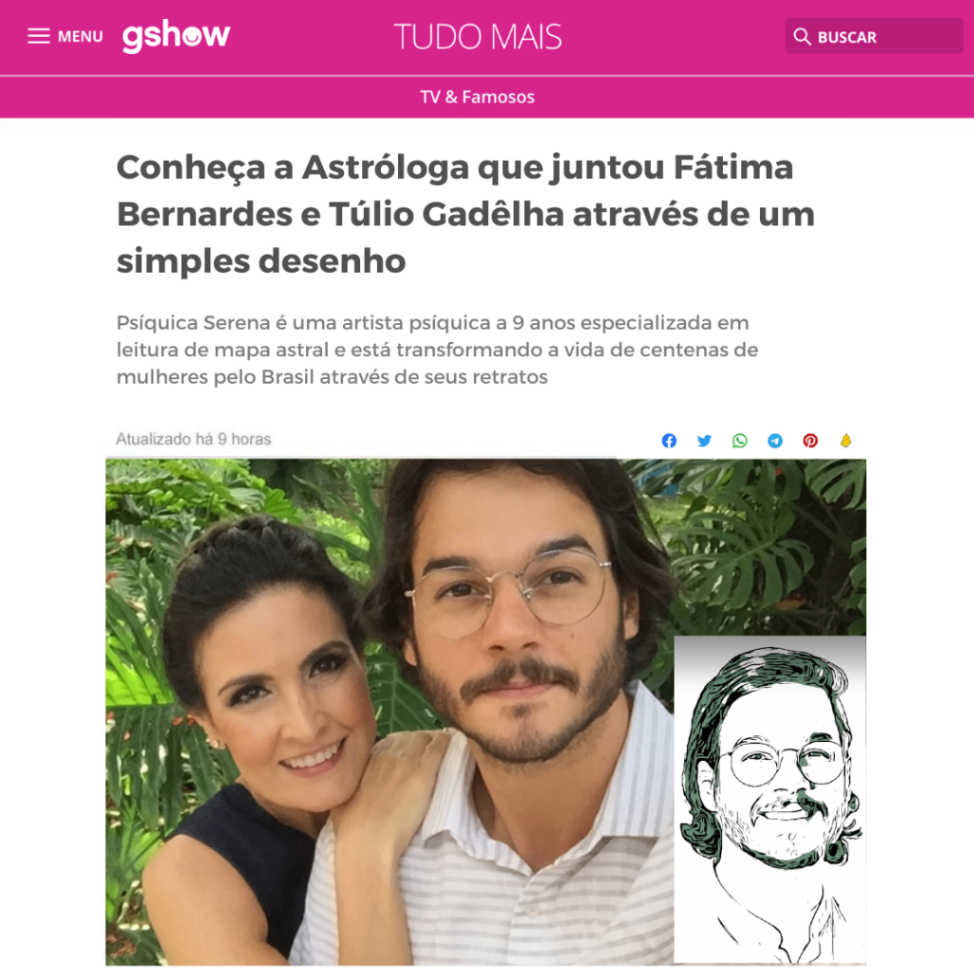 MENU gshow TUDO MAIS BUSCAR
TV & Famosos
Conheça a Astróloga que juntou Fátima
Bernardes e Túlio Gadêlha através de um
simples desenho
Psíquica Serena é uma artista psíquica a 9 anos especializada em
leitura de mapa astral e está transformando a vida de centenas de
mulheres pelo Brasil através de seus retratos
Atualizado há 9 horas